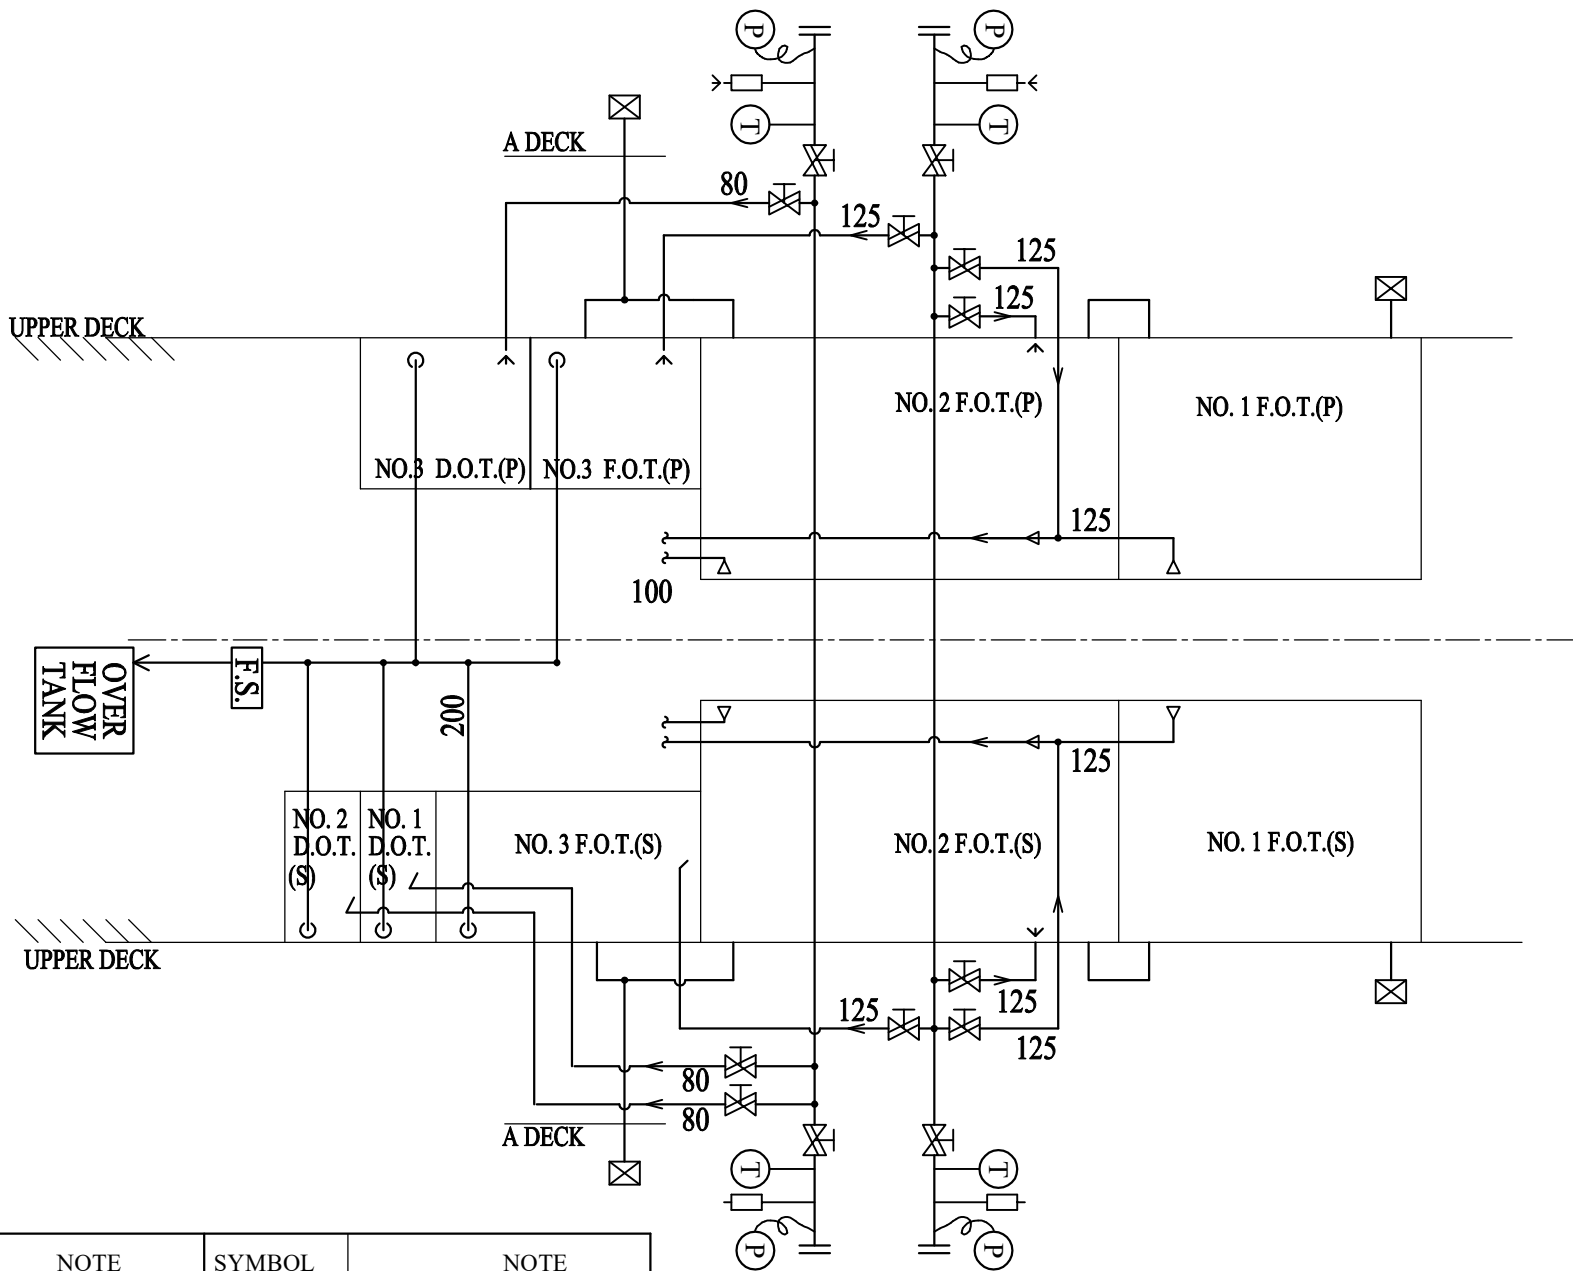 P
P
T
T
A DECK
80
125
125
125
UPPER DECK
NO. 2 F.O.T.(P)
NO. 1 F.O.T.(P)
NO.3 D.O.T.(P)
NO.3 F.O.T.(P)
125
100
OVER
FLOW
TANK
F.S.
200
125
NO. 2
D.O.T.
(S)
NO. 1
D.O.T.
(S)
NO. 3 F.O.T.(S)
NO. 2 F.O.T.(S)
NO. 1 F.O.T.(S)
UPPER DECK
125
125
125
80
80
A DECK
T
T
P
P
NOTE
SYMBOL
NOTE